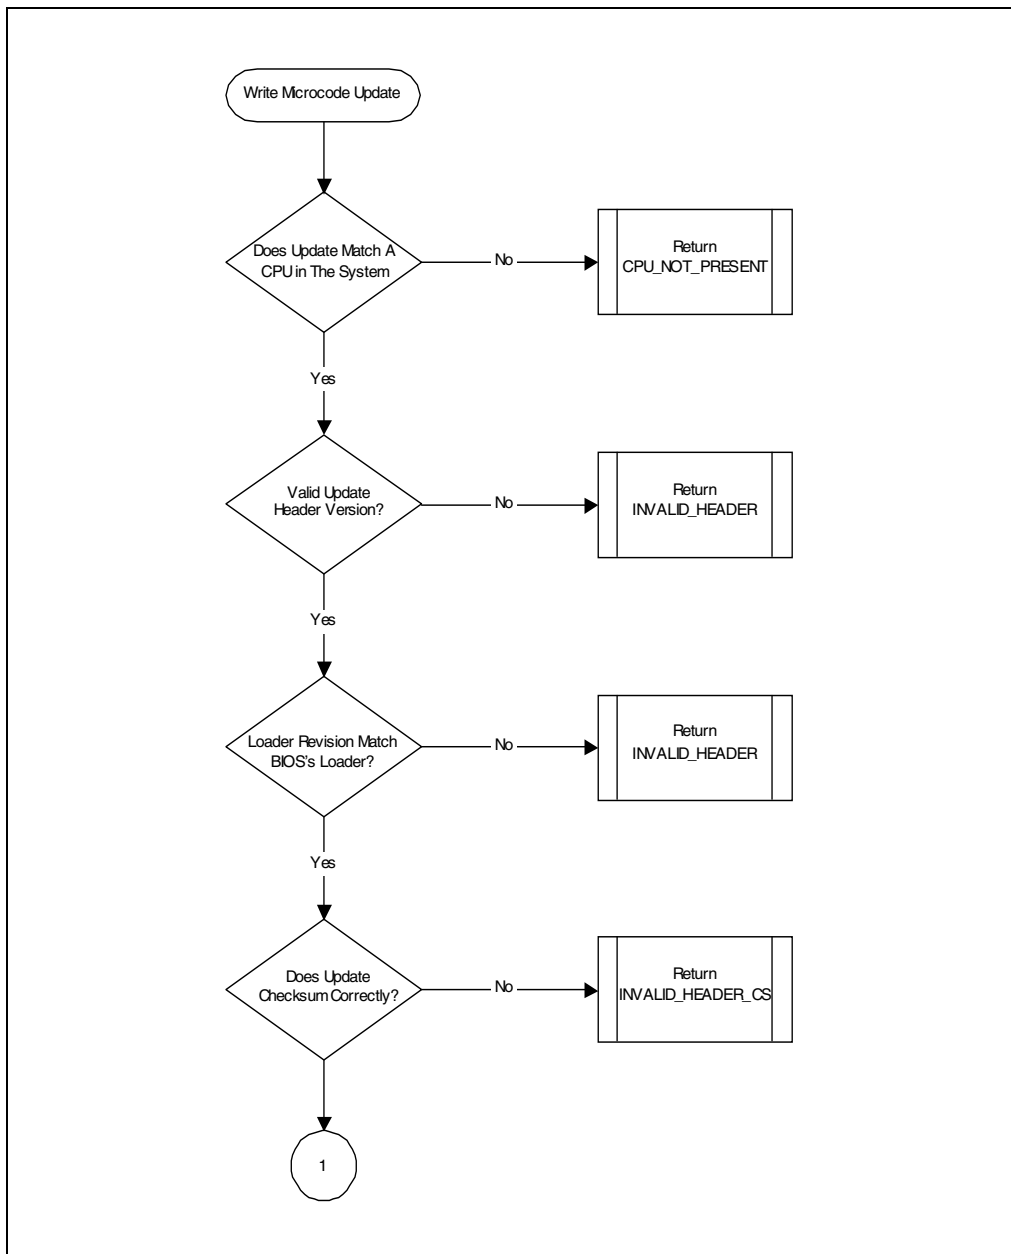 Write Microcode Update
Does Update Match A
CPU in The System
No
Return
CPU_NOT_PRESENT
Yes
Valid Update
Header Version?
No
Return
INVALID_HEADER
Yes
Loader Revision Match
BIOS's Loader?
No
Return
INVALID_HEADER
Yes
Does Update
Checksum Correctly?
No
Return
INVALID_HEADER_CS
1